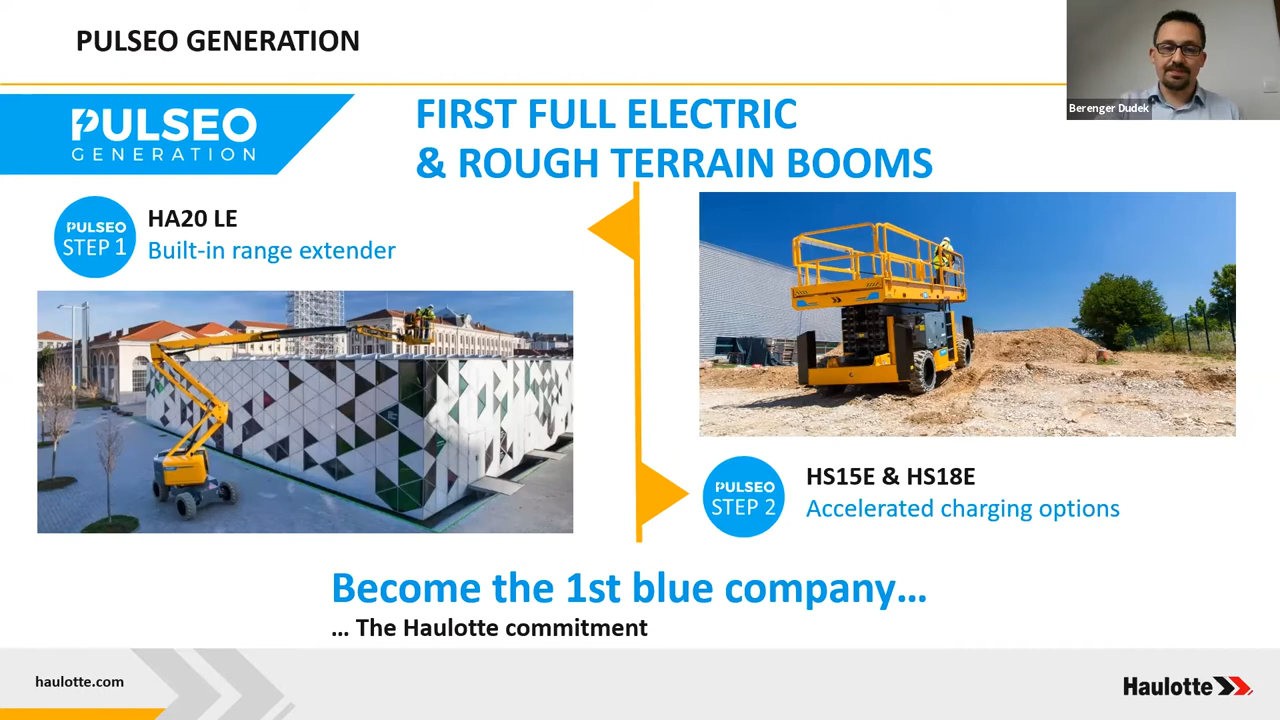 PULSEO GENERATION
Berenger Dudek
PULSEO
GENERATION
FIRST FULL ELECTRIC
& ROUGH TERRAIN BOOMS
PULSEO
STEP 1
HA20 LE
Built-in range extender
PULSEO
STEP 2
HS15E & HS18E
Accelerated charging options
Become the 1st blue company...
... The Haulotte commitment
haulotte.com
Haulotte